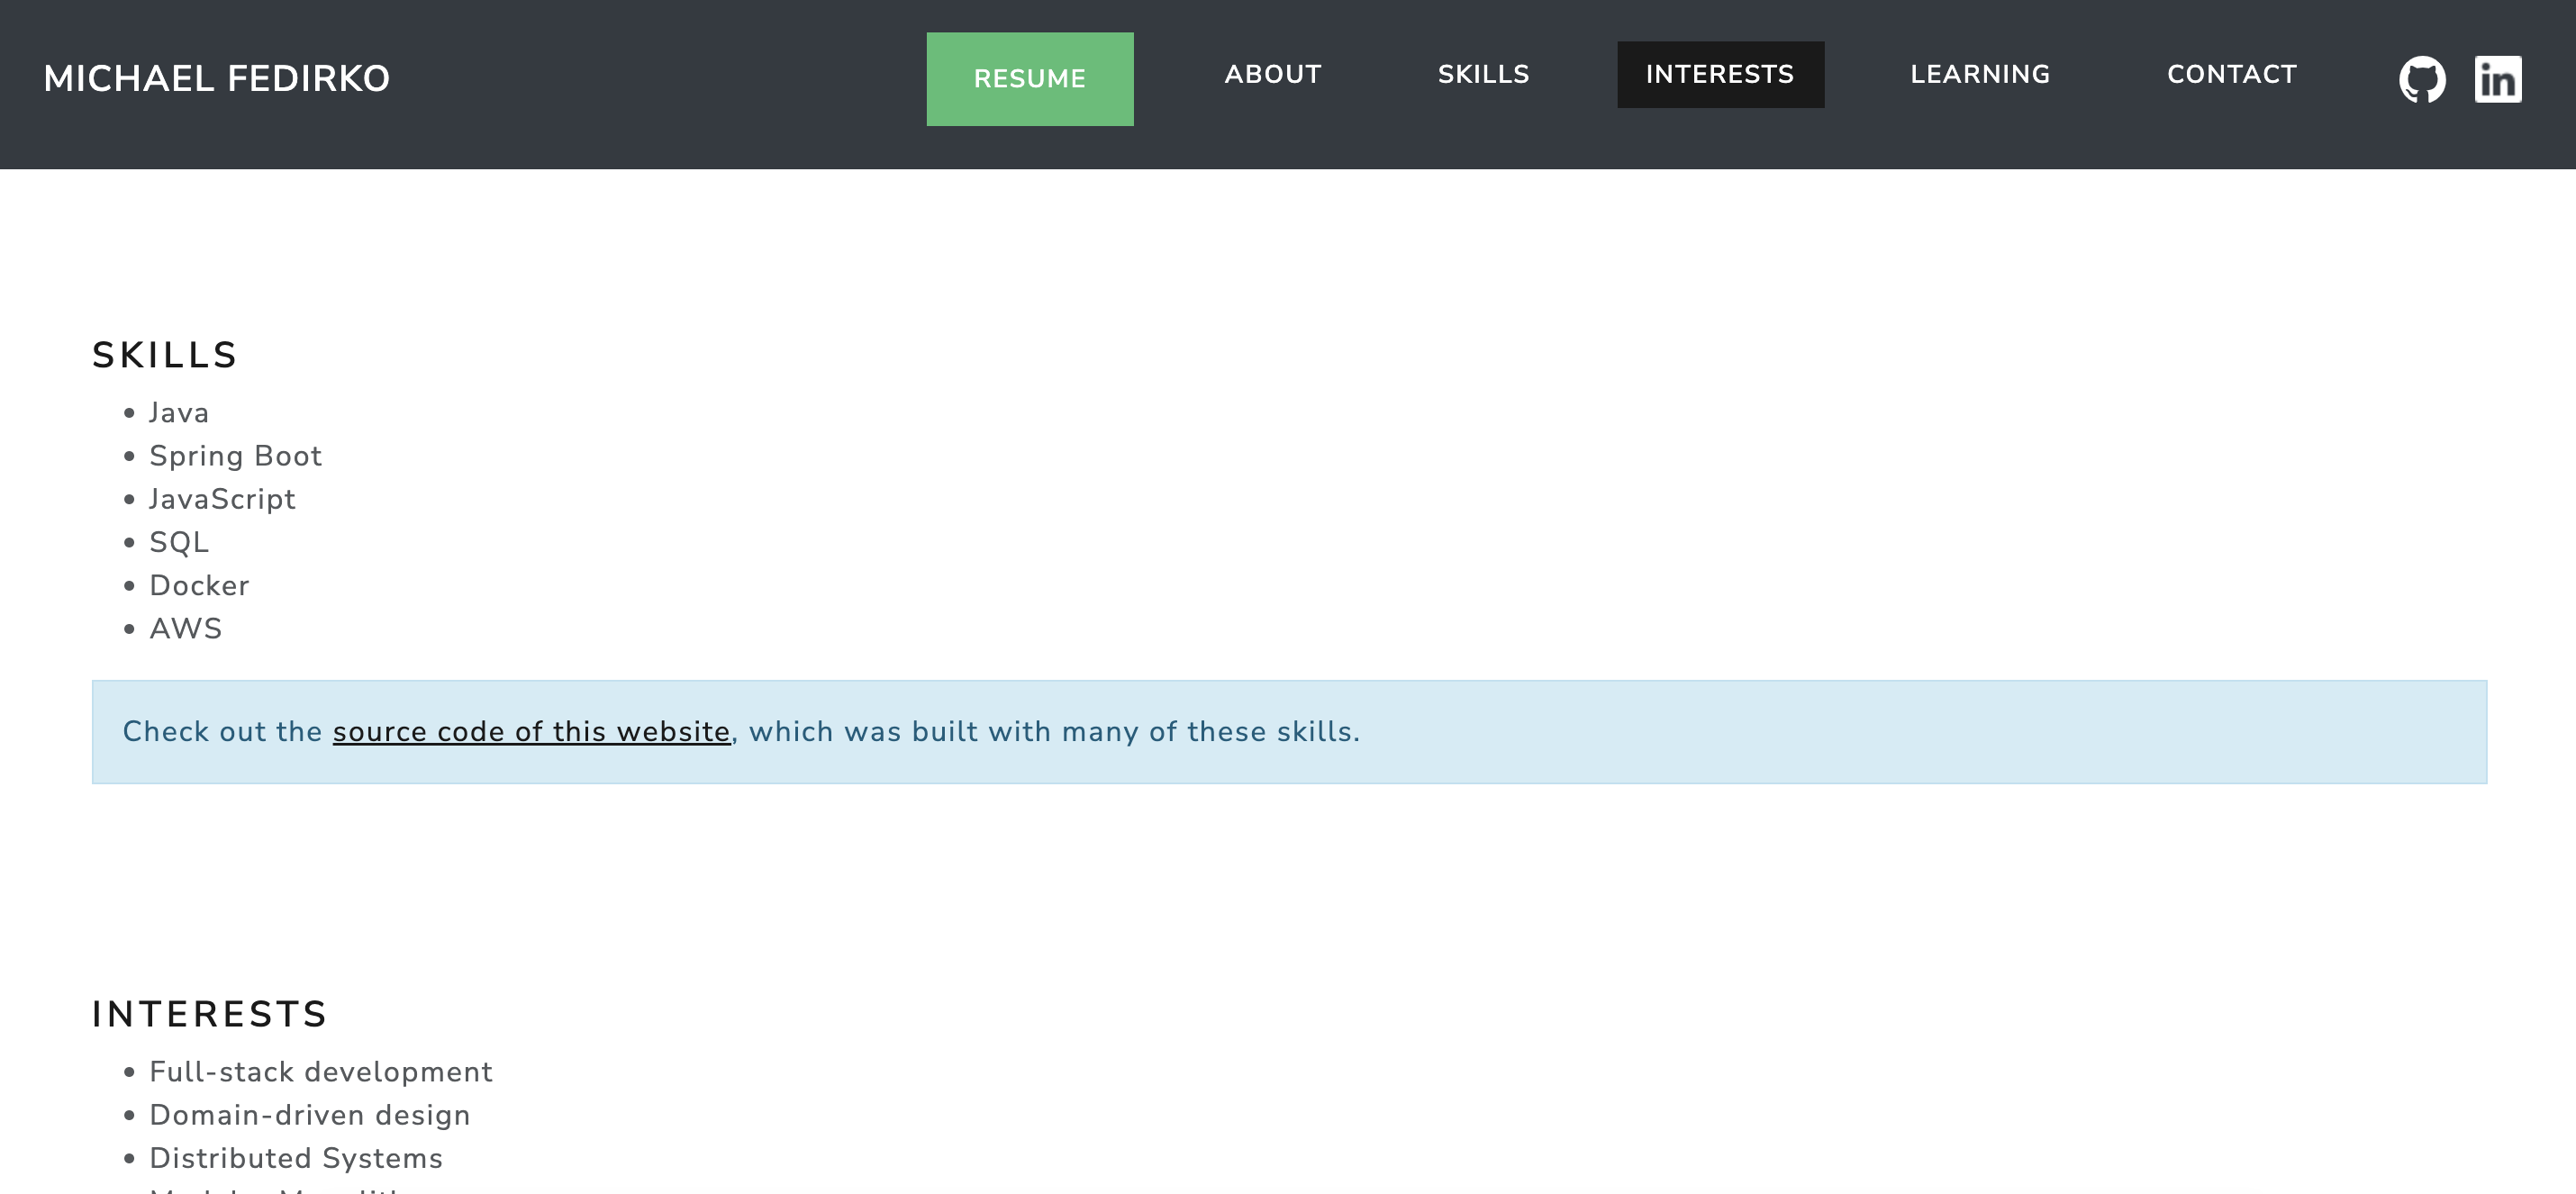 MICHAEL FEDIRKO
RESUME
ABOUT
SKILLS
INTERESTS
LEARNING
CONTACT
in
SKILLS
Java
Spring Boot
JavaScript
SQL
Docker
AWS
Check out the source code of this website, which was built with many of these skills.
INTERESTS
Full-stack development
Domain-driven design
Distributed Systems